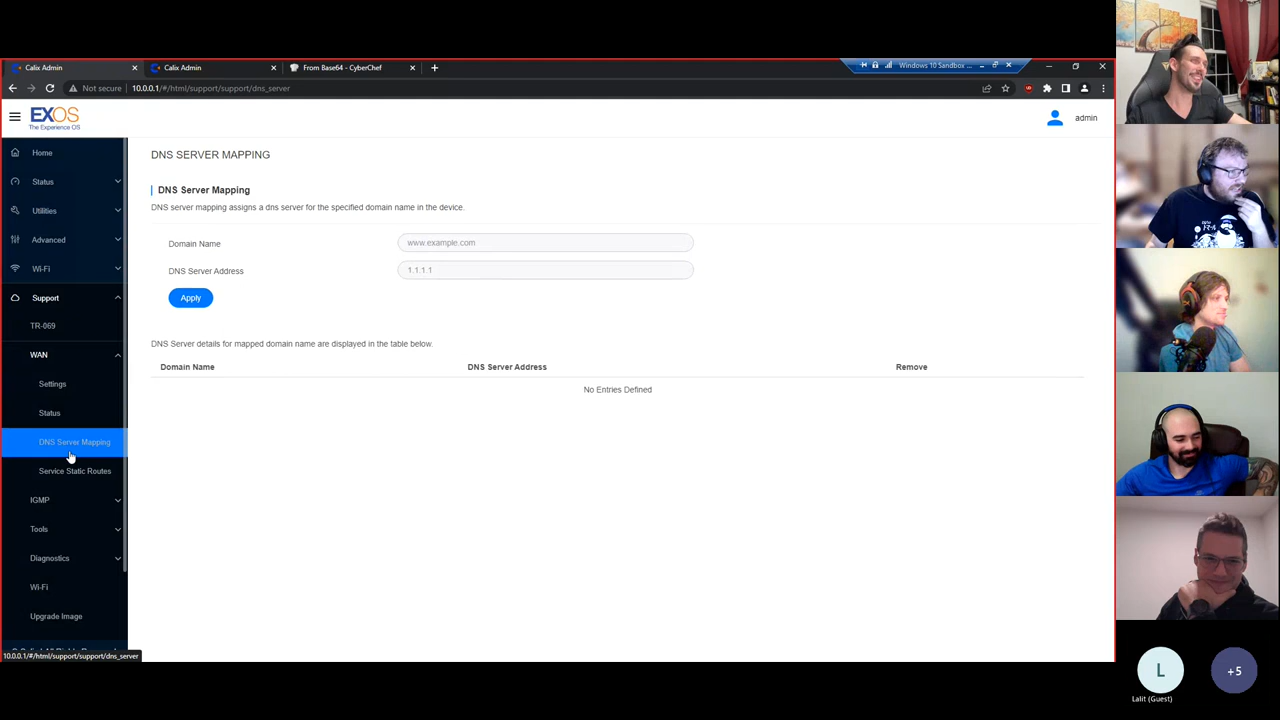 Calix Admin
Calix Admin
From Base64 - CyberChef
Windows 10 Sandbox ...
Not secure
10.0.0.1/#/html/support/support/dns_server
EXOS
The Experience OS
admin
Home
Status
Utilities
Advanced
Wi-Fi
Support
TR-069
WAN
Settings
Status
DNS Server Mapping
Service Static Routes
IGMP
Tools
Diagnostics
Wi-Fi
Upgrade Image
10.0.0.1/#/html/support/support/dns_server
DNS SERVER MAPPING
DNS Server Mapping
DNS server mapping assigns a dns server for the specified domain name in the device.
Domain Name
www.example.com
DNS Server Address
1.1.1.1
Apply
DNS Server details for mapped domain name are displayed in the table below.
Domain Name DNS Server Address Remove
No Entries Defined
L
Lalit (Guest)
+5